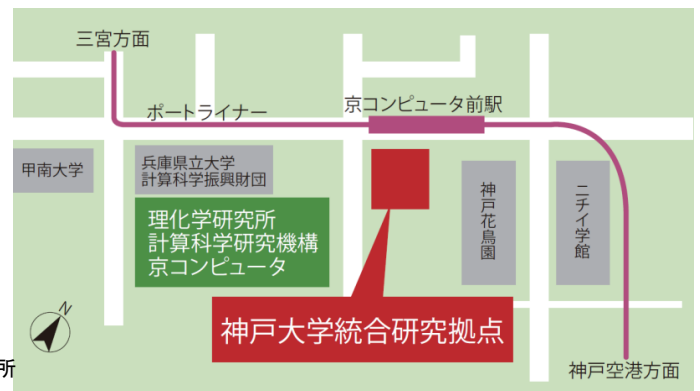 三宮方面
ポートライナー
京コンピュータ前駅
甲南大学
兵庫県立大学
計算科学振興財団
理化学研究所
計算科学研究機構
京コンピュータ
神戸花鳥園
ニチイ学館
神戸大学統合研究拠点
N
所
神戸空港方面